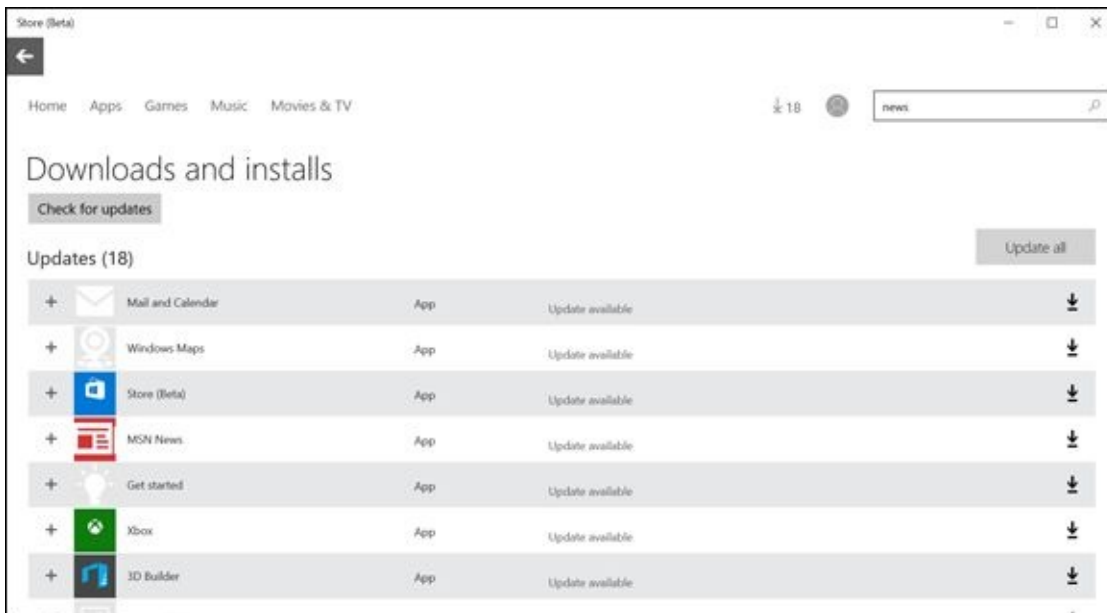 Store (Beta)
Home Apps Games Music Movies & TV 18 news
Downloads and installs
Check for updates
Update all
Updates (18)
Mail and Calendar App Update available
Windows Maps App Update available
Store (Beta) App Update available
MSN News App Update available
Get started App Update available
Xbox App Update available
3D Builder App Update available